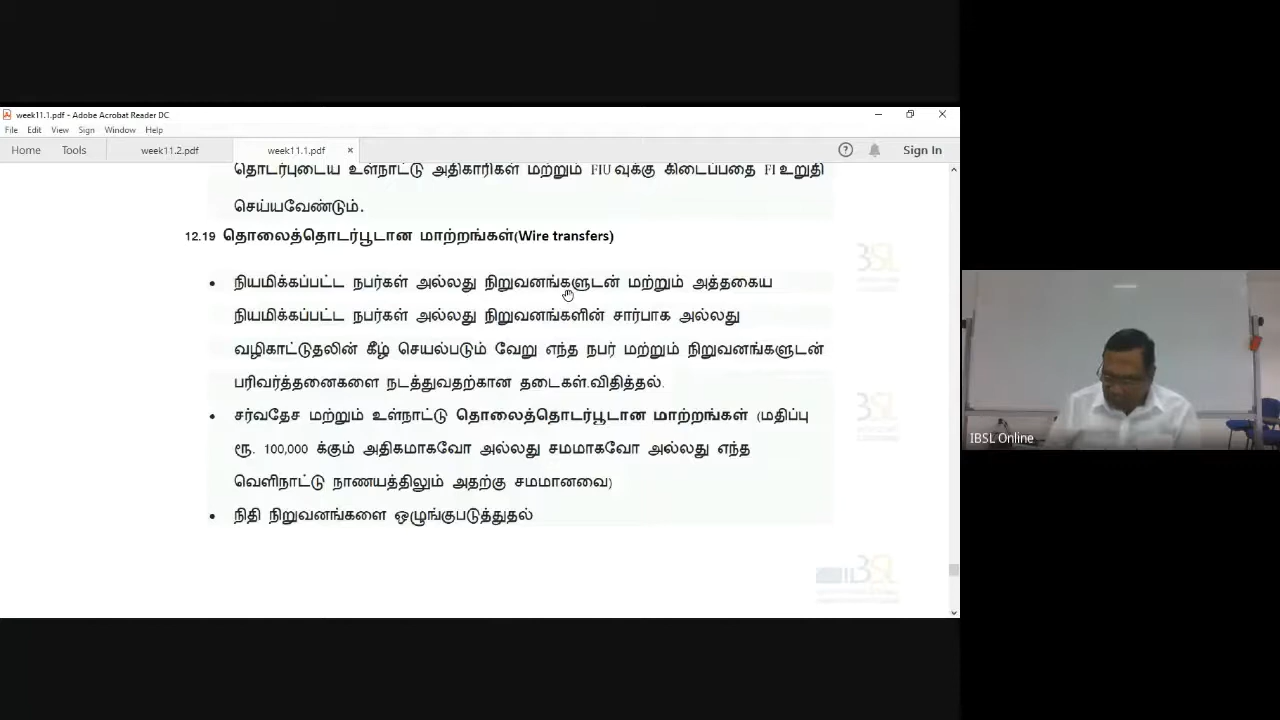 week11.1.pdf - Adobe Acrobat Reader DC
File Edit View Sign Window Help
Home Tools week11.2.pdf week11.1.pdf × ? Sign In
தொடர்புடைய உள்நாட்டு அதிகாரிகள் மற்றும் FIU வுக்கு கிடைப்பதை FI உறுதி
செய்யவேண்டும்.
12.19 தொலைத்தொடர்பூடான மாற்றங்கள்(Wire transfers)
• நியமிக்கப்பட்ட நபர்கள் அல்லது நிறுவனங்களுடன் மற்றும் அத்தகைய
நியமிக்கப்பட்ட நபர்கள் அல்லது நிறுவனங்களின் சார்பாக அல்லது
வழிகாட்டுதலின் கீழ் செயல்படும் வேறு எந்த நபர் மற்றும் நிறுவனங்களுடன்
பரிவர்த்தனைகளை நடத்துவதற்கான தடைகள்.விதித்தல்.
• சர்வதேச மற்றும் உள்நாட்டு தொலைத்தொடர்பூடான மாற்றங்கள் (மதிப்பு
ரூ. 100,000 க்கும் அதிகமாகவோ அல்லது சமமாகவோ அல்லது எந்த
வெளிநாட்டு நாணயத்திலும் அதற்கு சமமானவை)
• நிதி நிறுவனங்களை ஒழுங்குபடுத்துதல்
IBSL Online